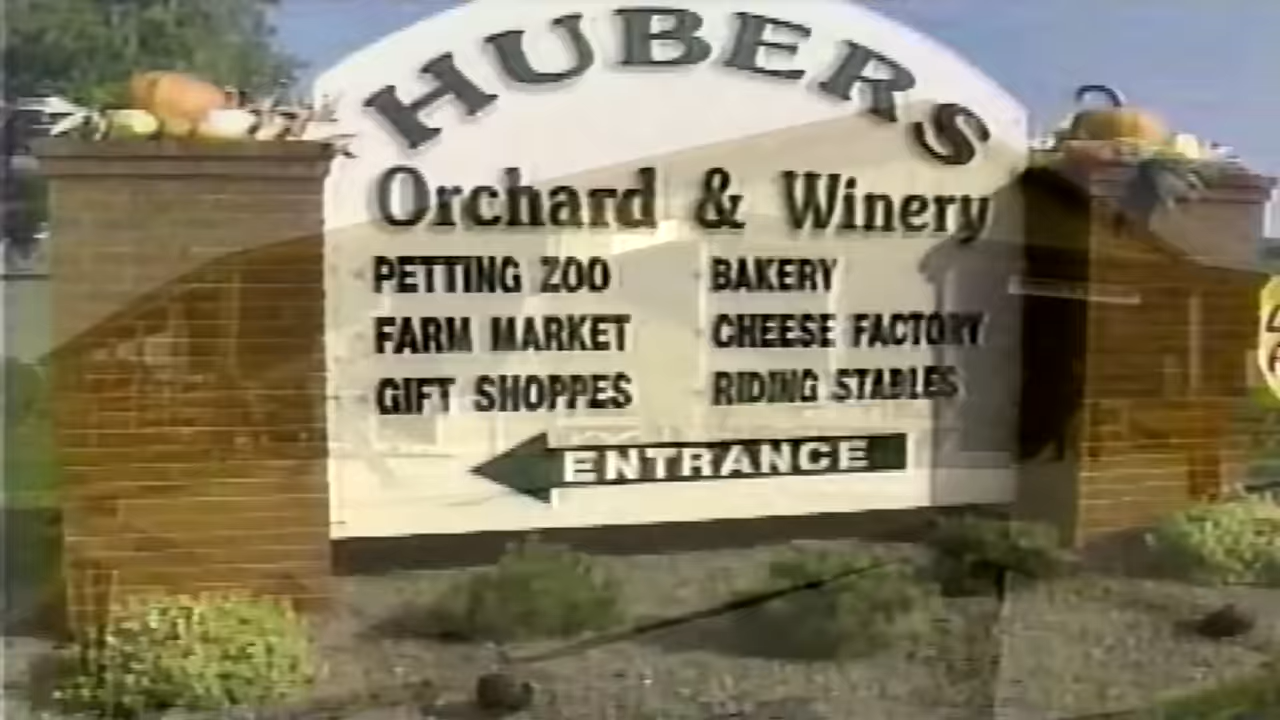 HUBERS
Orchard & Winery
PETTING ZOO
FARM MARKET
GIFT SHOPPES
BAKERY
CHEESE FACTORY
RIDING STABLES
ENTRANCE